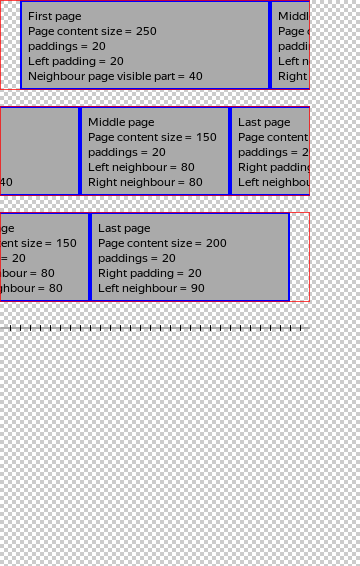 First page
Page content size = 250
paddings = 20
Left padding = 20
Neighbour page visible part = 40
Middl
Page c
paddi
Left n
Right
40
Middle page
Page content size = 150
paddings = 20
Left neighbour = 80
Right neighbour = 80
Last page
Page content
paddings = 2
Right padding
Left neighbou
ge
ent size = 150
= 20
bour = 80
ghbour = 80
Last page
Page content size = 200
paddings = 20
Right padding = 20
Left neighbour = 90